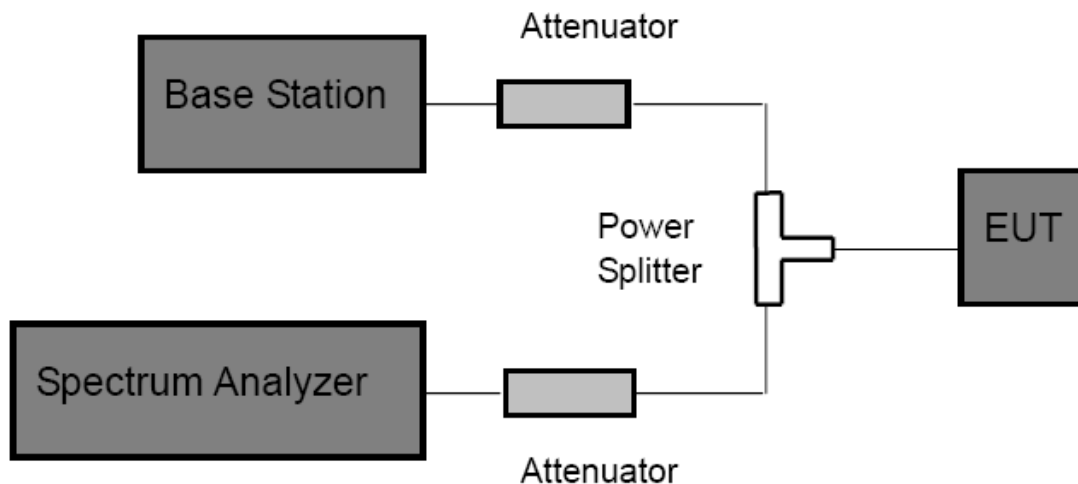 Attenuator
Base Station
Power
Splitter
EUT
Spectrum Analyzer
Attenuator